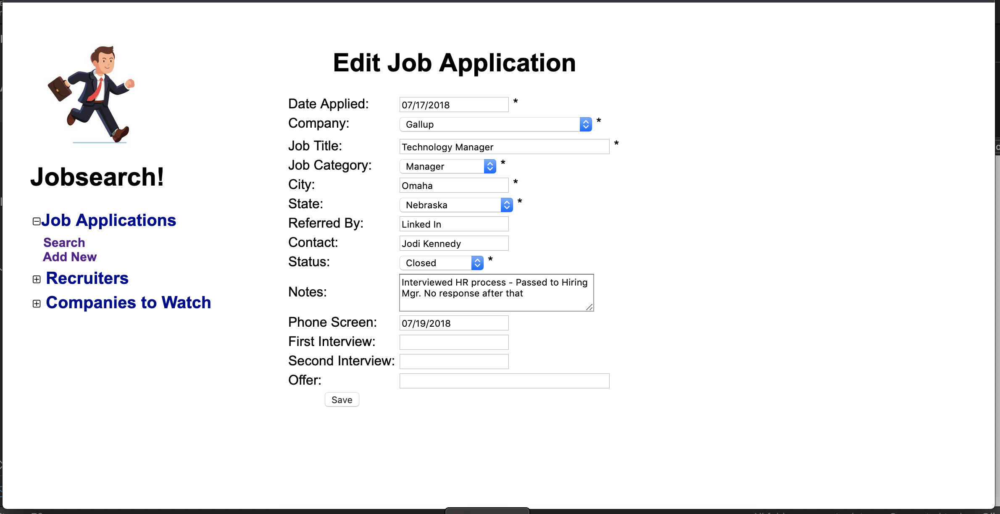 Edit Job Application
Date Applied: 07/17/2018 *
Company: Gallup *
Job Title: Technology Manager *
Job Category: Manager *
City: Omaha *
State: Nebraska *
Referred By: Linked In
Contact: Jodi Kennedy
Status: Closed *
Notes: Interviewed HR process - Passed to Hiring
Mgr. No response after that
Phone Screen: 07/19/2018
First Interview:
Second Interview:
Offer:
Save
Jobsearch!
Job Applications
Search
Add New
Recruiters
Companies to Watch